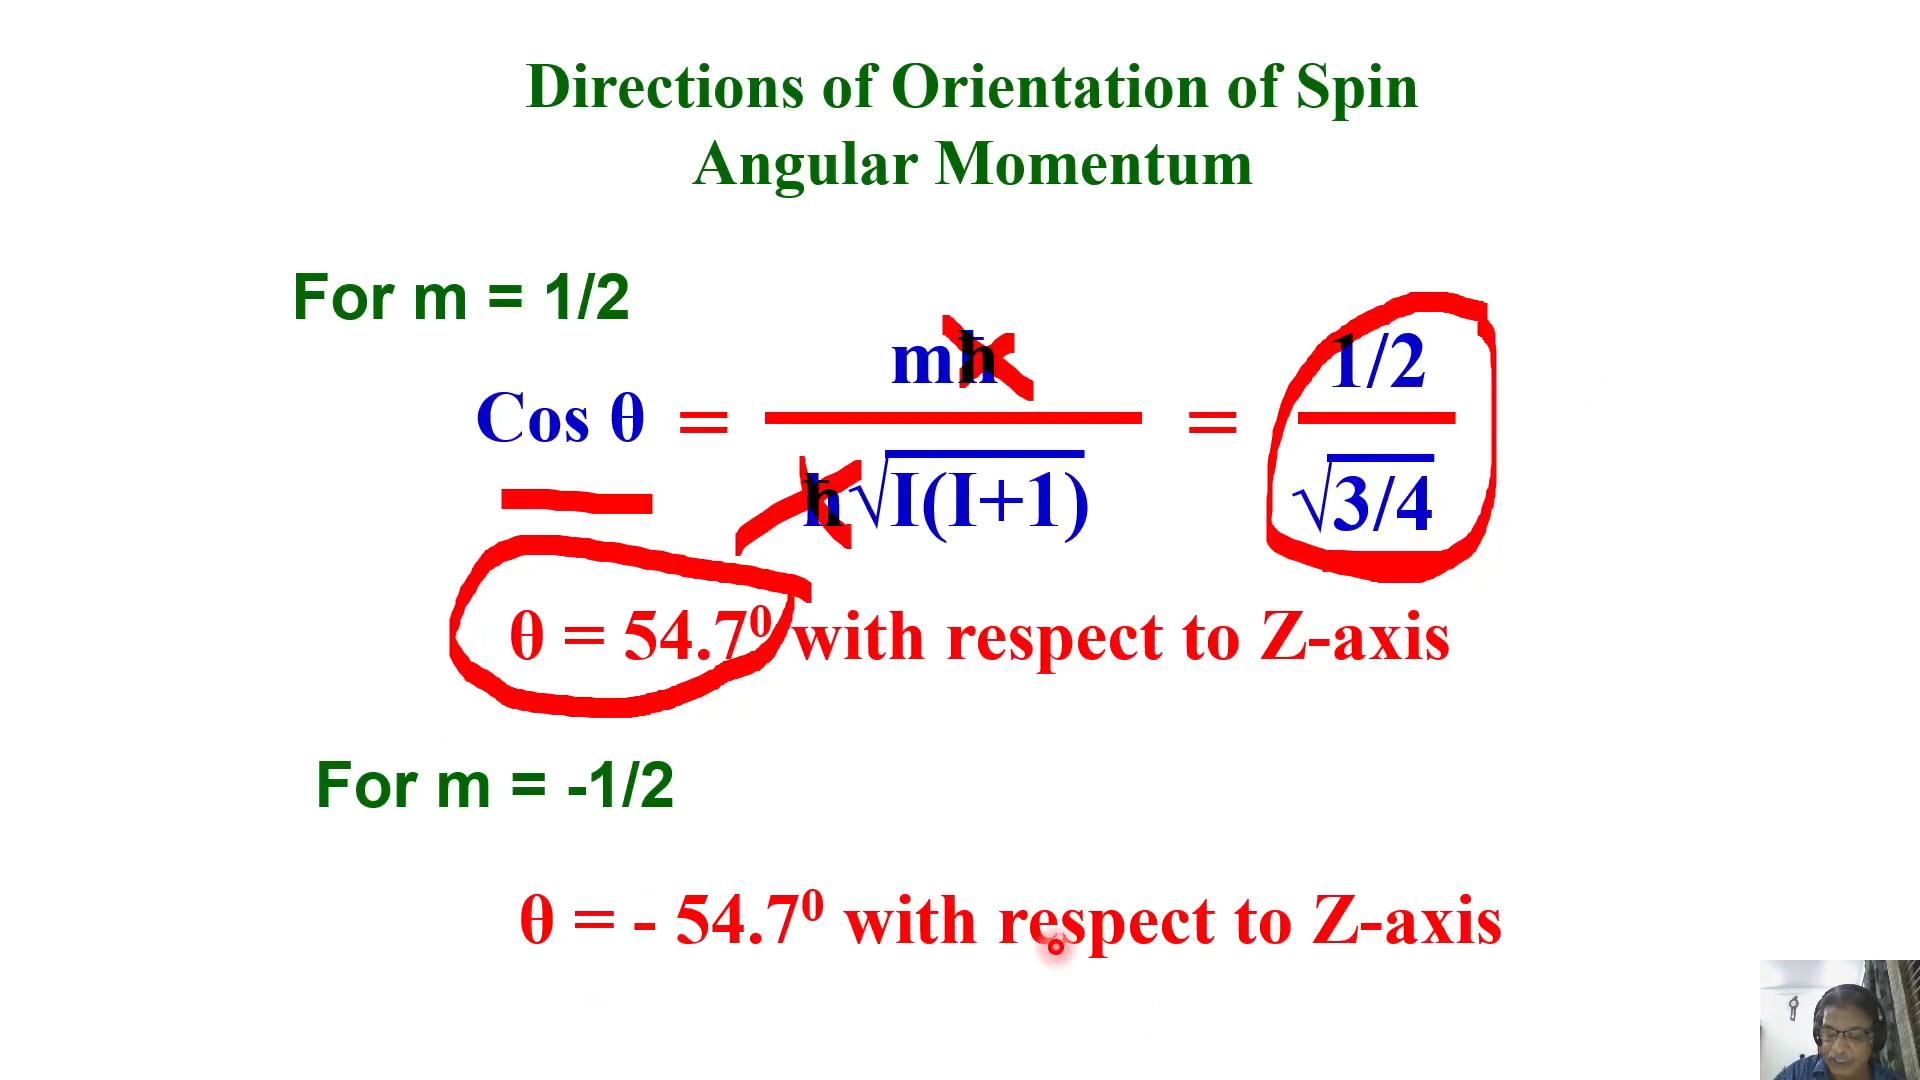 Directions of Orientation of Spin
Angular Momentum
For m = 1/2
Cos θ = mħ / ħ√I(I+1) = 1/2 / √3/4
θ = 54.7⁰ with respect to Z-axis
For m = -1/2
θ = - 54.7⁰ with respect to Z-axis